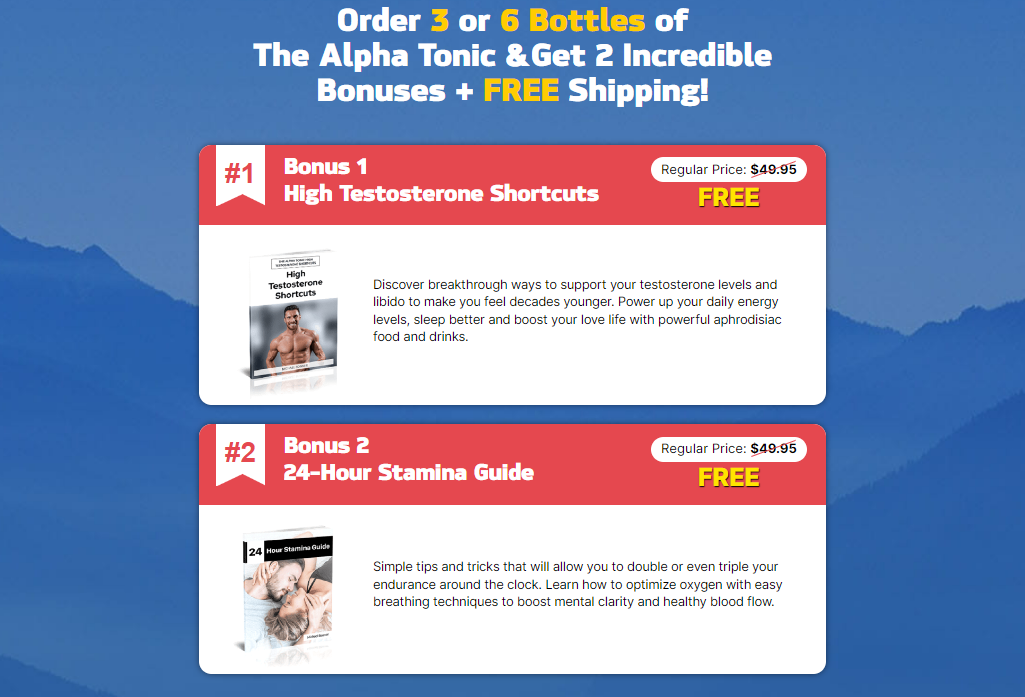 Order 3 or 6 Bottles of
The Alpha Tonic &Get 2 Incredible
Bonuses + FREE Shipping!
#1
Bonus 1
High Testosterone Shortcuts
Regular Price: $49.95
FREE
High
Testosterone
Shortcuts
Discover breakthrough ways to support your testosterone levels and
libido to make you feel decades younger. Power up your daily energy
levels, sleep better and boost your love life with powerful aphrodisiac
food and drinks.
#2
Bonus 2
24-Hour Stamina Guide
Regular Price: $49.95
FREE
24 Hour Stamina Guide
Simple tips and tricks that will allow you to double or even triple your
endurance around the clock. Learn how to optimize oxygen with easy
breathing techniques to boost mental clarity and healthy blood flow.